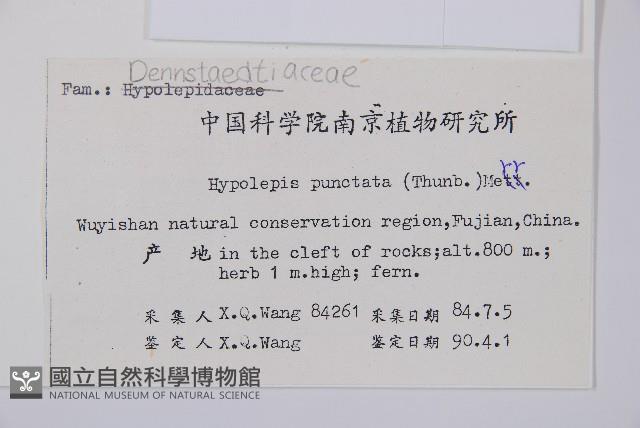 Dennstaedtiaceae
Fam.: Hypolepidaceae
中国科学院南京植物研究所
Hypolepis punctata (Thunb.)Mett.
Wuyishan natural conservation region,Fujian,China.
产 地 in the cleft of rocks;alt.800 m.;
herb 1 m.high; fern.
采集人 X.Q.Wang 84261 采集日期 84.7.5
鉴定人 X.Q.Wang 鉴定日期 90.4.1
國立自然科學博物館
NATIONAL MUSEUM OF NATURAL SCIENCE